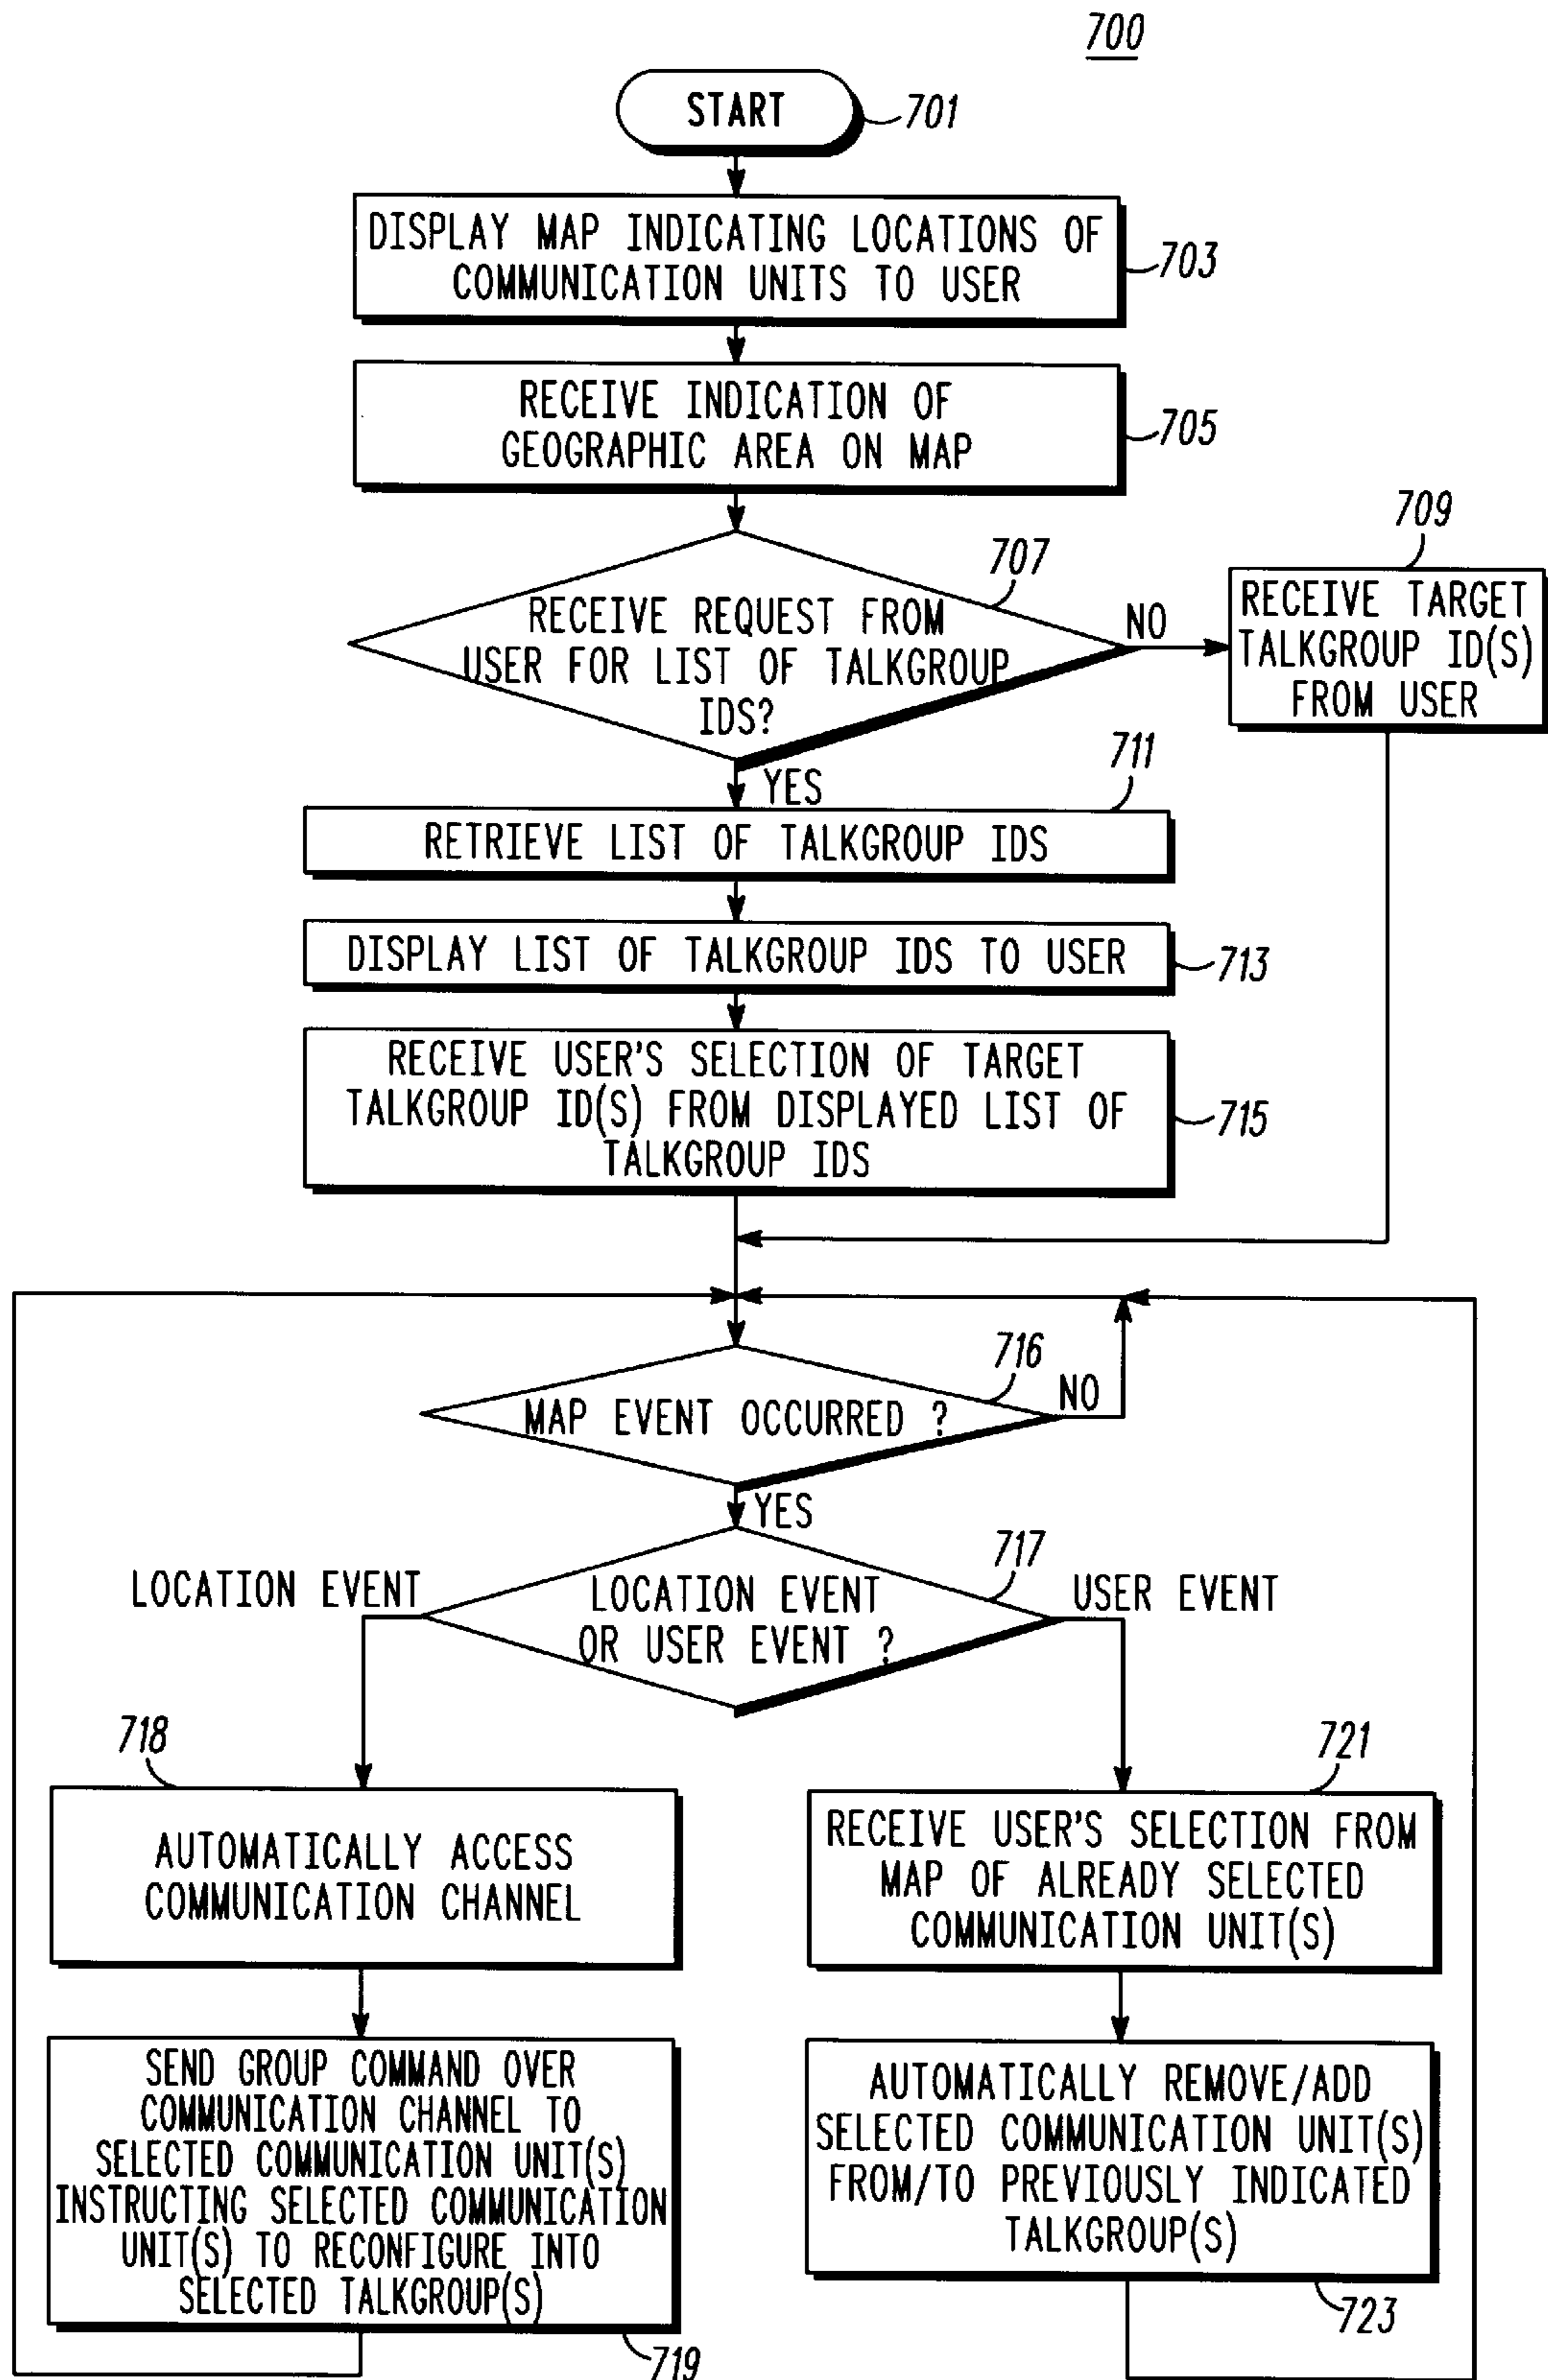 700
START
701
DISPLAY MAP INDICATING LOCATIONS OF
COMMUNICATION UNITS TO USER
703
RECEIVE INDICATION OF
GEOGRAPHIC AREA ON MAP
705
707
RECEIVE REQUEST FROM
USER FOR LIST OF TALKGROUP
IDS?
NO
709
RECEIVE TARGET
TALKGROUP ID(S)
FROM USER
YES
711
RETRIEVE LIST OF TALKGROUP IDS
DISPLAY LIST OF TALKGROUP IDS TO USER
713
RECEIVE USER'S SELECTION OF TARGET
TALKGROUP ID(S) FROM DISPLAYED LIST OF
TALKGROUP IDS
715
716
MAP EVENT OCCURRED ?
NO
YES
717
LOCATION EVENT
LOCATION EVENT
OR USER EVENT ?
USER EVENT
718
AUTOMATICALLY ACCESS
COMMUNICATION CHANNEL
721
RECEIVE USER'S SELECTION FROM
MAP OF ALREADY SELECTED
COMMUNICATION UNIT(S)
SEND GROUP COMMAND OVER
COMMUNICATION CHANNEL TO
SELECTED COMMUNICATION UNIT(S)
INSTRUCTING SELECTED COMMUNICATION
UNIT(S) TO RECONFIGURE INTO
SELECTED TALKGROUP(S)
719
AUTOMATICALLY REMOVE/ADD
SELECTED COMMUNICATION UNIT(S)
FROM/TO PREVIOUSLY INDICATED
TALKGROUP(S)
723